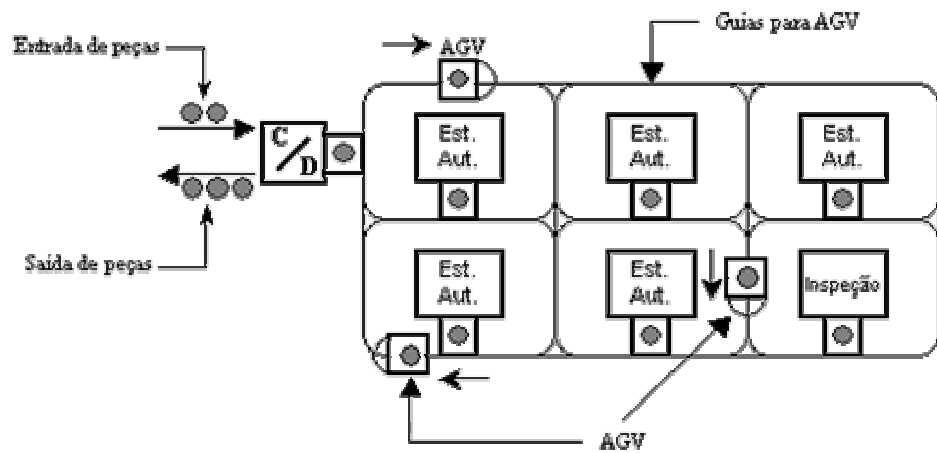 Guias para AGV
Entrada de peças
AGV
C/D
Est.
Aut.
Est.
Aut.
Est.
Aut.
Saída de peças
Est.
Aut.
Est.
Aut.
Inspeção
AGV